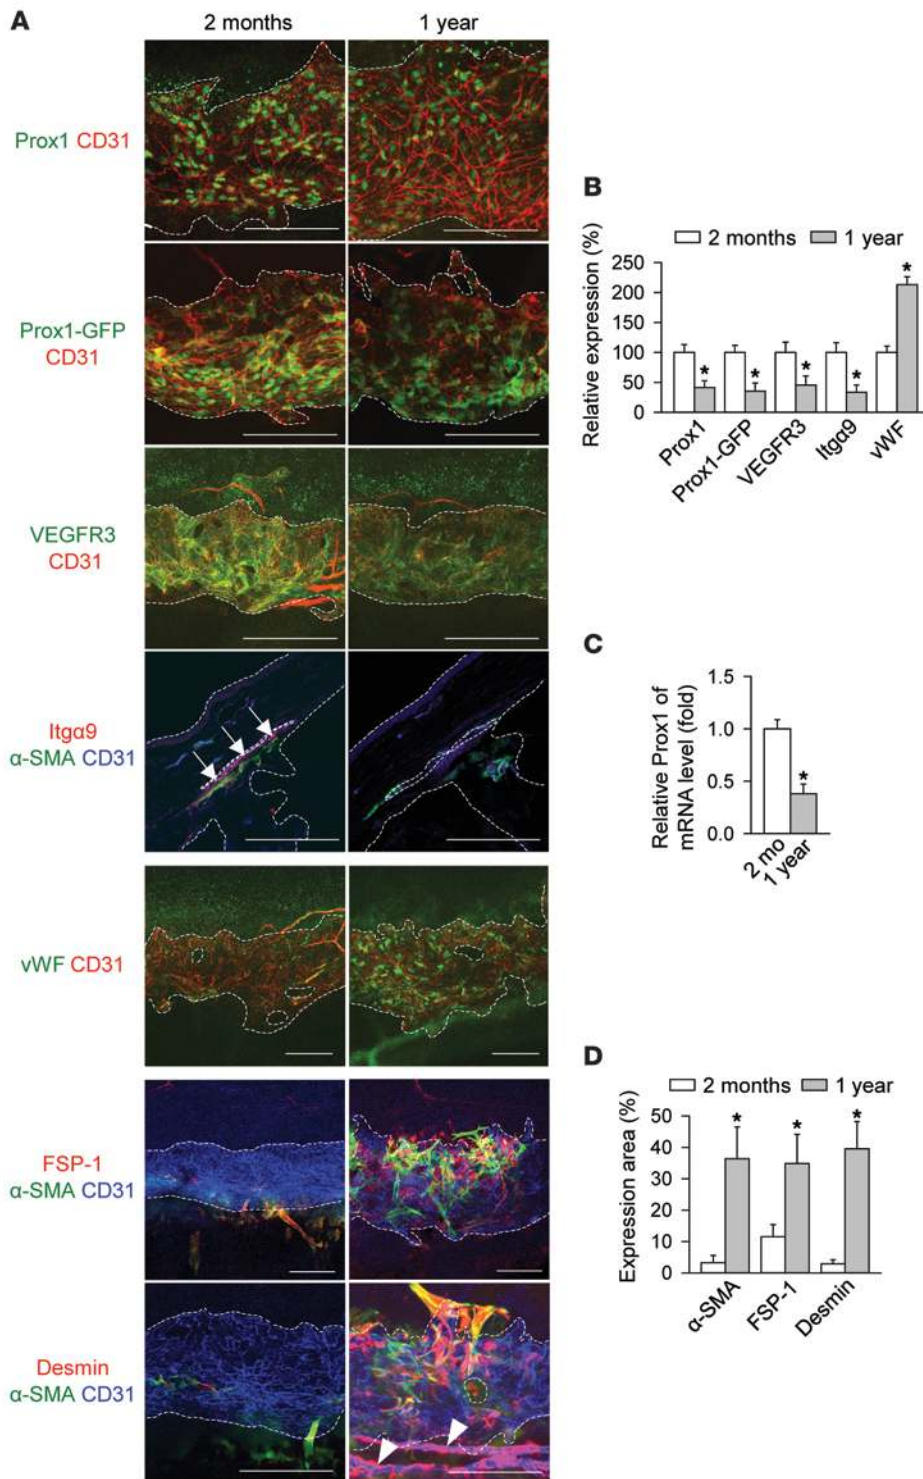 A
2 months 1 year
Prox1 CD31
Prox1-GFP
CD31
VEGFR3
CD31
Itgα9
α-SMA CD31
vWF CD31
FSP-1
α-SMA CD31
Desmin
α-SMA CD31
B
2 months 1 year
Relative expression (%)
250
200
150
100
50
0
* * * * *
Prox1 Prox1-GFP VEGFR3 Itgα9 vWF
C
Relative Prox1 of
mRNA level (fold)
1.5
1.0
0.5
0.0
*
2 mo 1 year
D
2 months 1 year
Expression area (%)
50
40
30
20
10
0
* * *
α-SMA FSP-1 Desmin